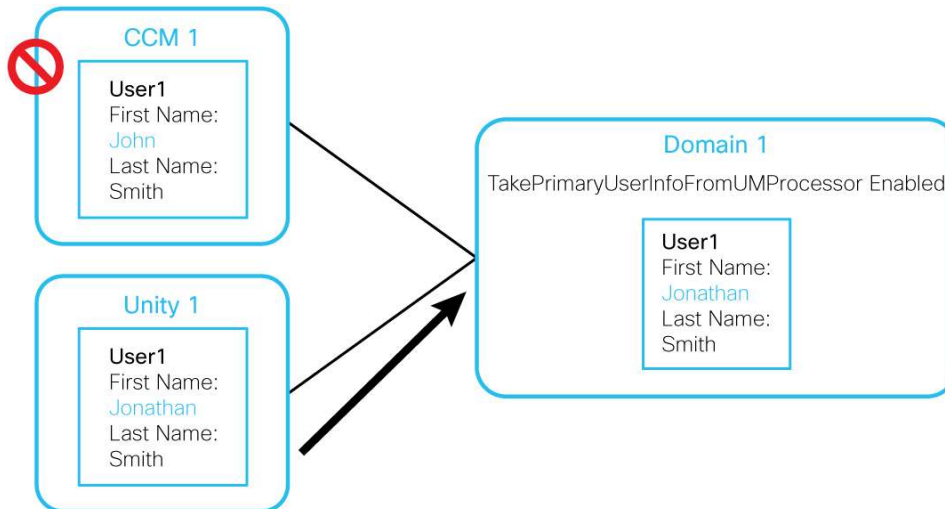 CCM 1
User1
First Name:
John
Last Name:
Smith
Unity 1
User1
First Name:
Jonathan
Last Name:
Smith
Domain 1
TakePrimaryUserInfoFromUMProcessor Enabled
User1
First Name:
Jonathan
Last Name:
Smith